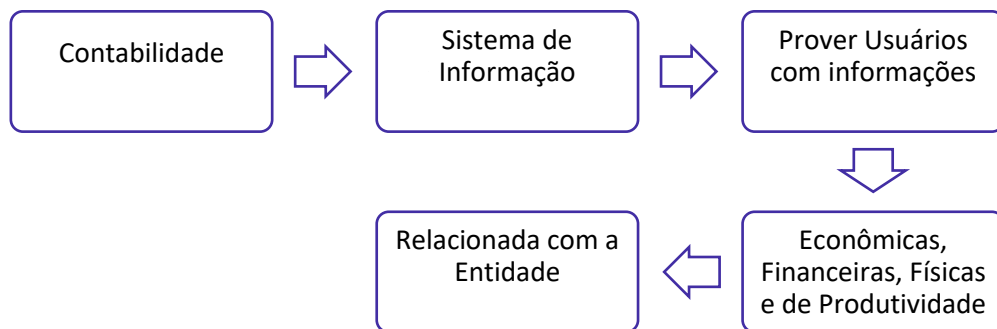 Contabilidade
Sistema de
Informação
Prover Usuários
com informações
Econômicas,
Financeiras, Físicas
e de Produtividade
Relacionada com a
Entidade